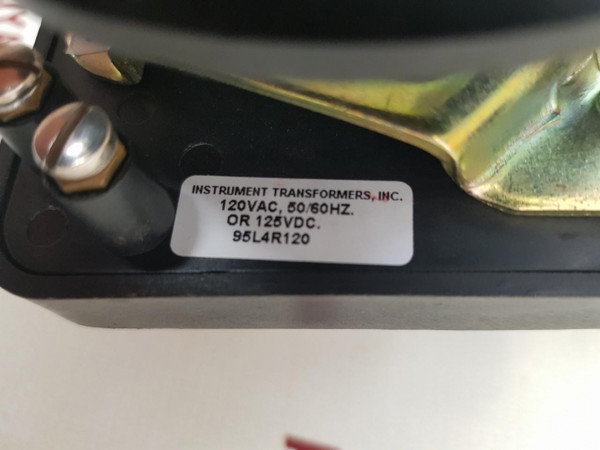 INSTRUMENT TRANSFORMERS, INC.
120VAC, 50/60HZ.
OR 125VDC.
95L4R120